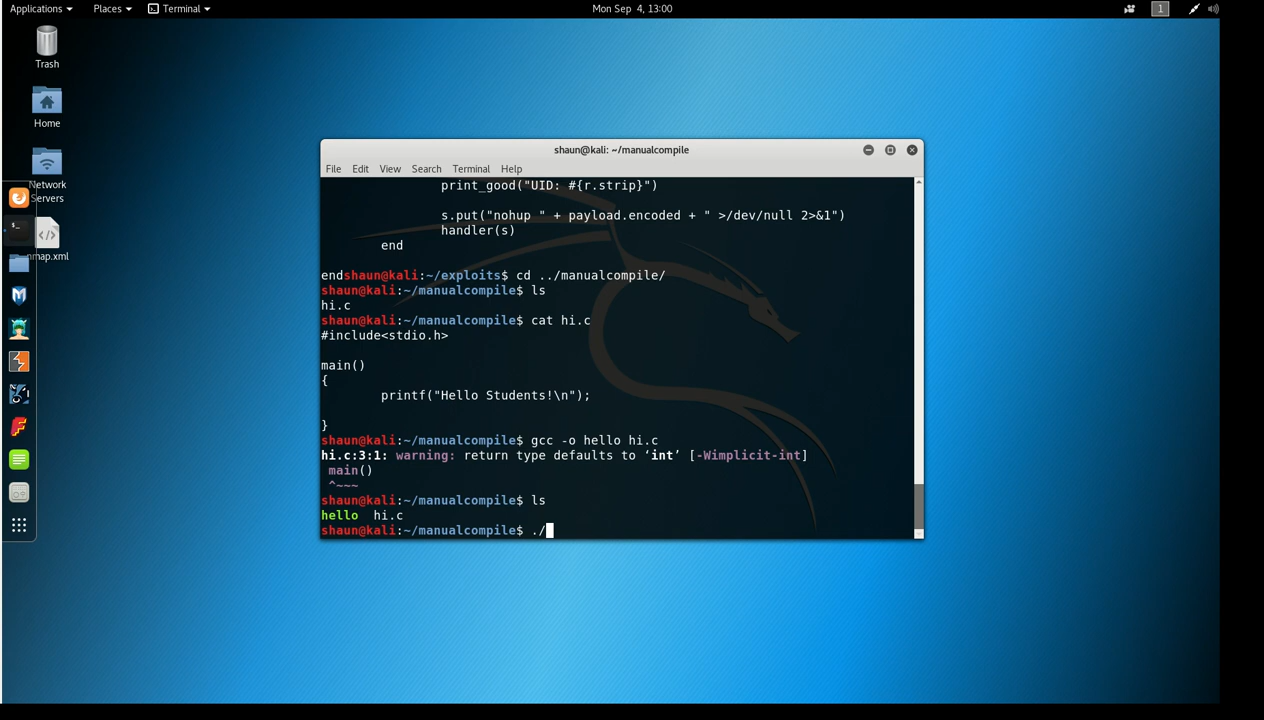 Applications Places Terminal Mon Sep 4, 13:00 1
Trash
Home
Network
Servers
nmap.xml
shaun@kali: ~/manualcompile
File Edit View Search Terminal Help
print_good("UID: #{r.strip}")
s.put("nohup " + payload.encoded + " >/dev/null 2>&1")
handler(s)
end
endshaun@kali:~/exploits$ cd ../manualcompile/
shaun@kali:~/manualcompile$ ls
hi.c
shaun@kali:~/manualcompile$ cat hi.c
#include<stdio.h>
main()
{
printf("Hello Students!\n");
}
shaun@kali:~/manualcompile$ gcc -o hello hi.c
hi.c:3:1: warning: return type defaults to ‘int’ [-Wimplicit-int]
main()
^~~~
shaun@kali:~/manualcompile$ ls
hello hi.c
shaun@kali:~/manualcompile$ ./